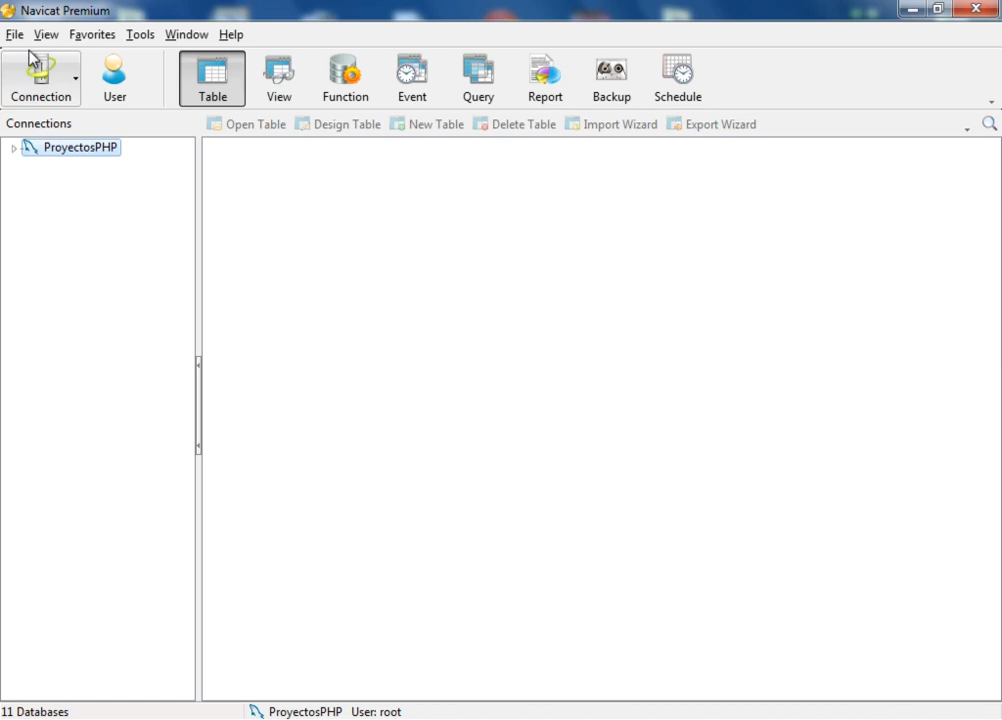 Navicat Premium
File View Favorites Tools Window Help
Connection User Table View Function Event Query Report Backup Schedule
Connections Open Table Design Table New Table Delete Table Import Wizard Export Wizard
ProyectosPHP
11 Databases ProyectosPHP User: root